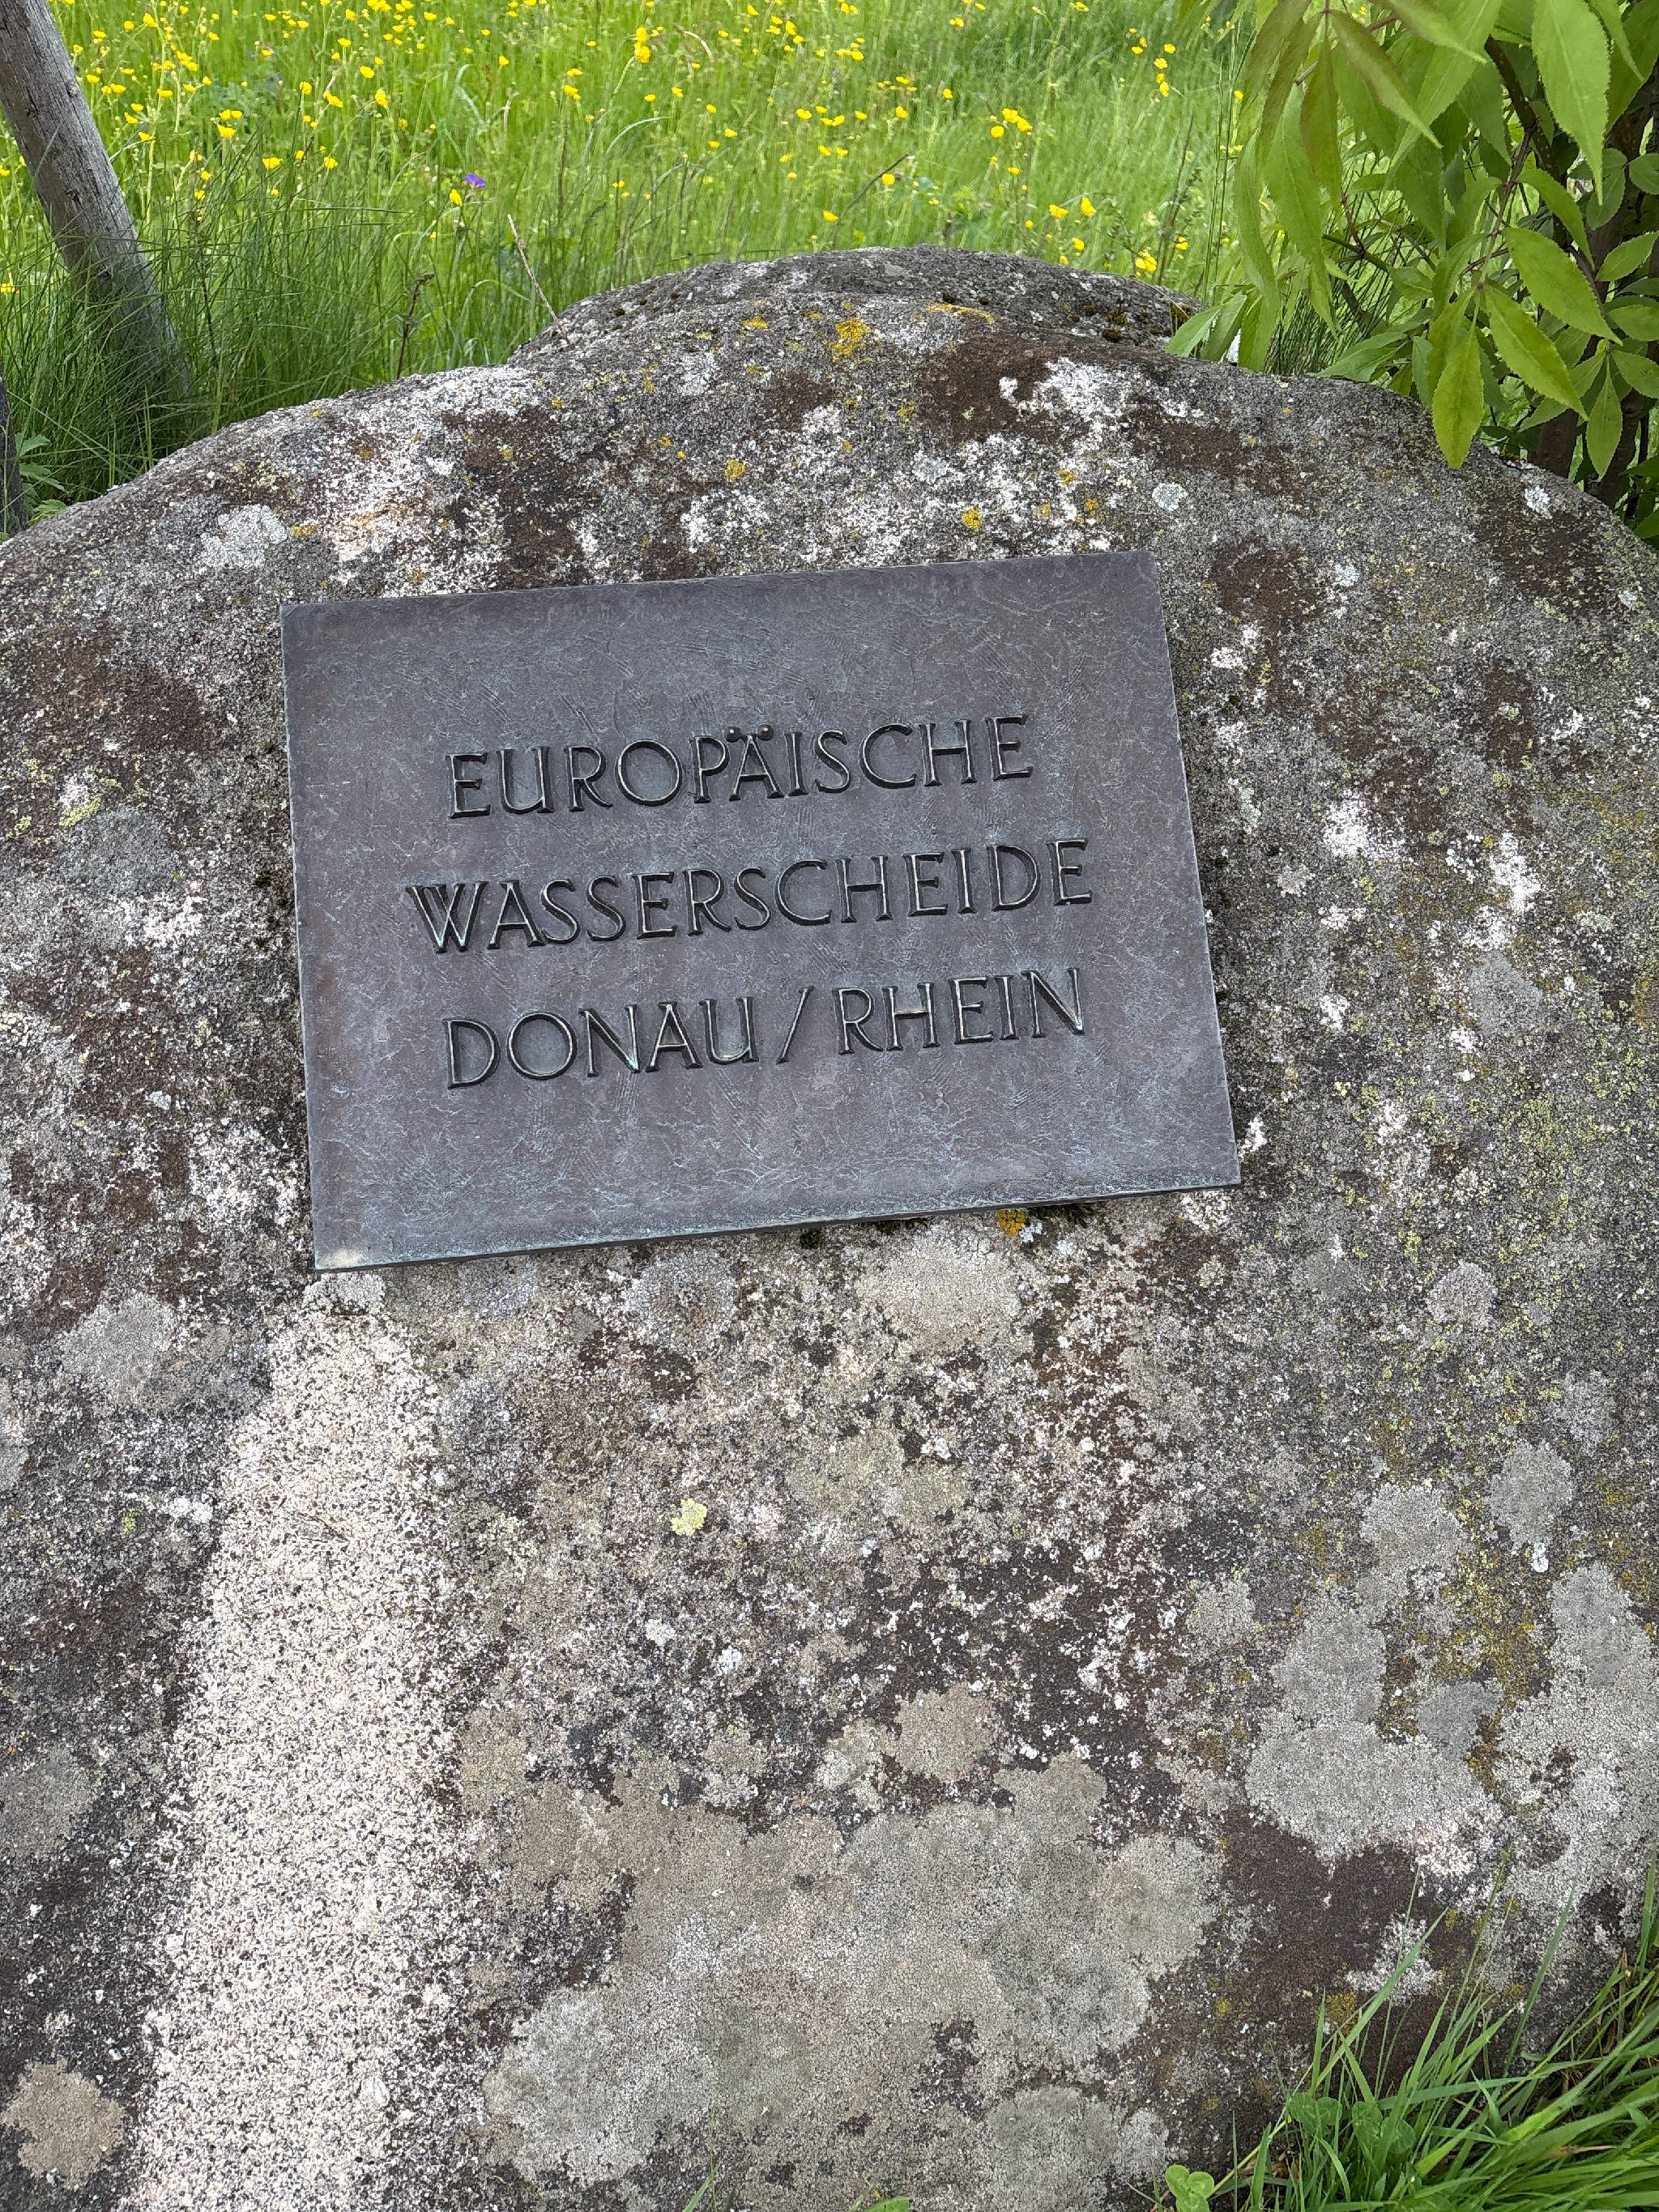 EUROPÄISCHE
WASSERSCHEIDE
DONAU / RHEIN